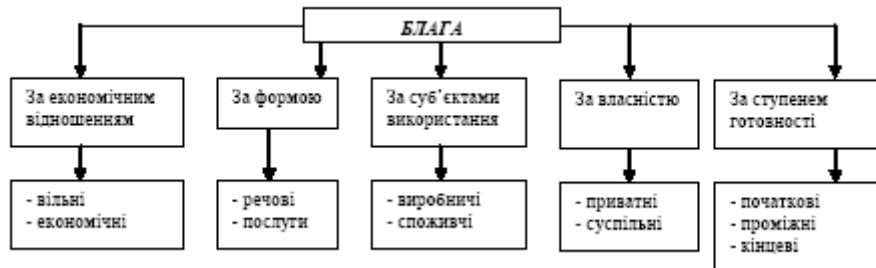 БЛАГА
За економічним
відношенням
За формою
За суб’єктами
використання
За власністю
За ступенем
готовності
- вільні
- економічні
- речові
- послуги
- виробничі
- споживчі
- приватні
- суспільні
- початкові
- проміжні
- кінцеві